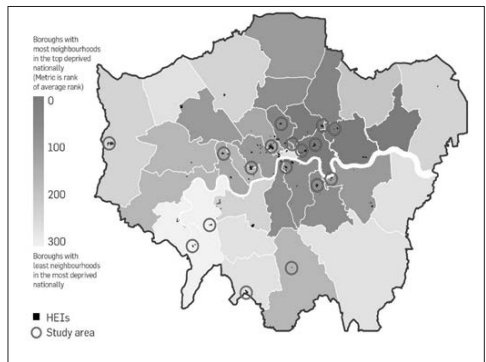 Boroughs with
most neighbourhoods
in the top deprived
nationally
(Metric is rank
of average rank)
0
100
200
300
Boroughs with
least neighbourhoods
in the most deprived
nationally
HEIs
Study area